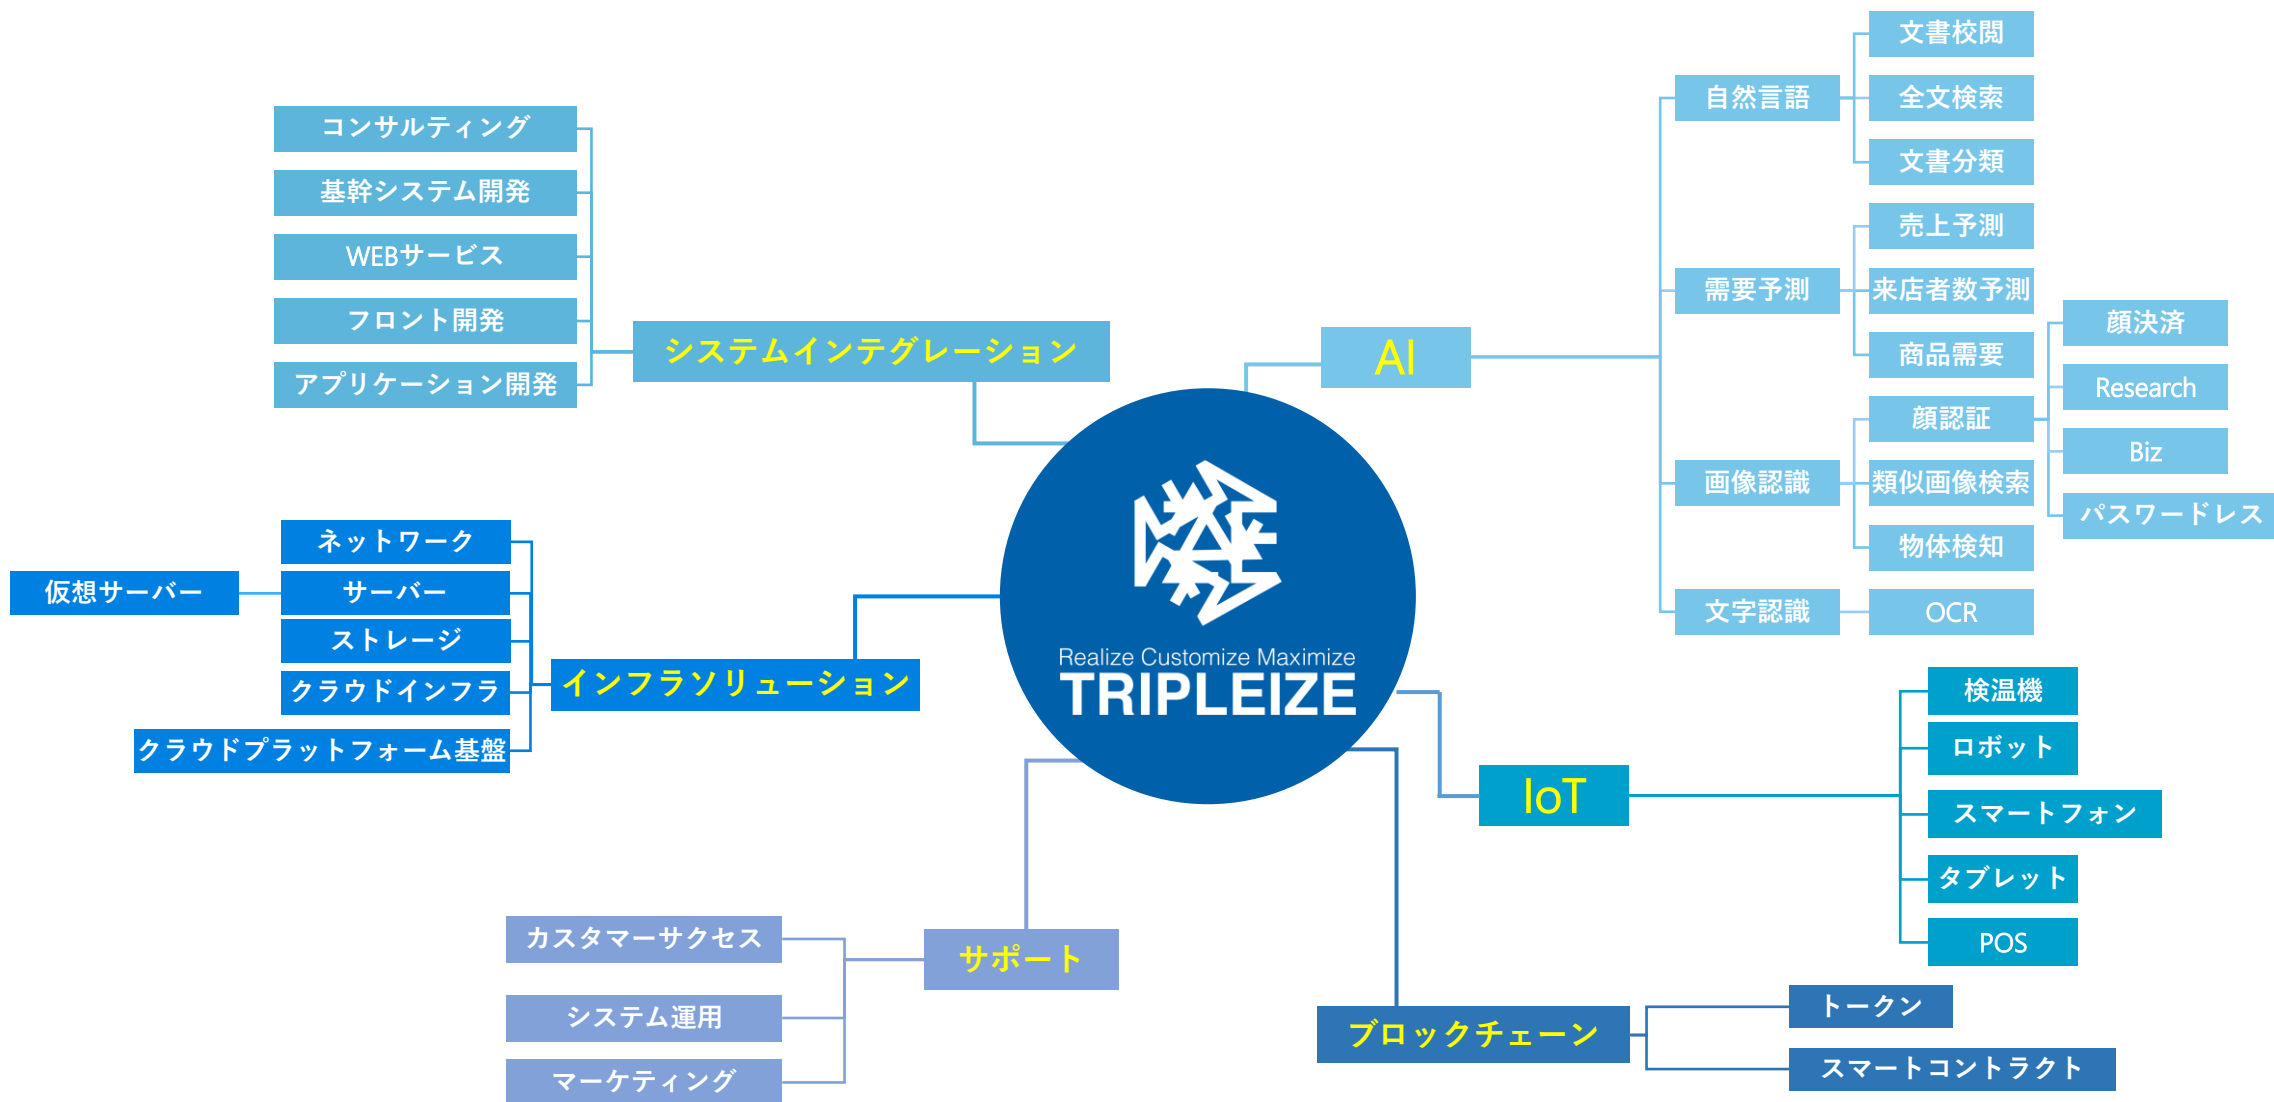 コンサルティング
基幹システム開発
WEBサービス
フロント開発
アプリケーション開発
システムインテグレーション
ネットワーク
仮想サーバー
サーバー
ストレージ
クラウドインフラ
クラウドプラットフォーム基盤
インフラソリューション
Realize Customize Maximize
TRIPLEIZE
カスタマーサクセス
システム運用
マーケティング
サポート
AI
自然言語
文書校閲
全文検索
文書分類
需要予測
売上予測
来店者数予測
商品需要
画像認識
顔認証
類似画像検索
物体検知
顔決済
Research
Biz
パスワードレス
文字認識
OCR
IoT
検温機
ロボット
スマートフォン
タブレット
POS
ブロックチェーン
トークン
スマートコントラクト